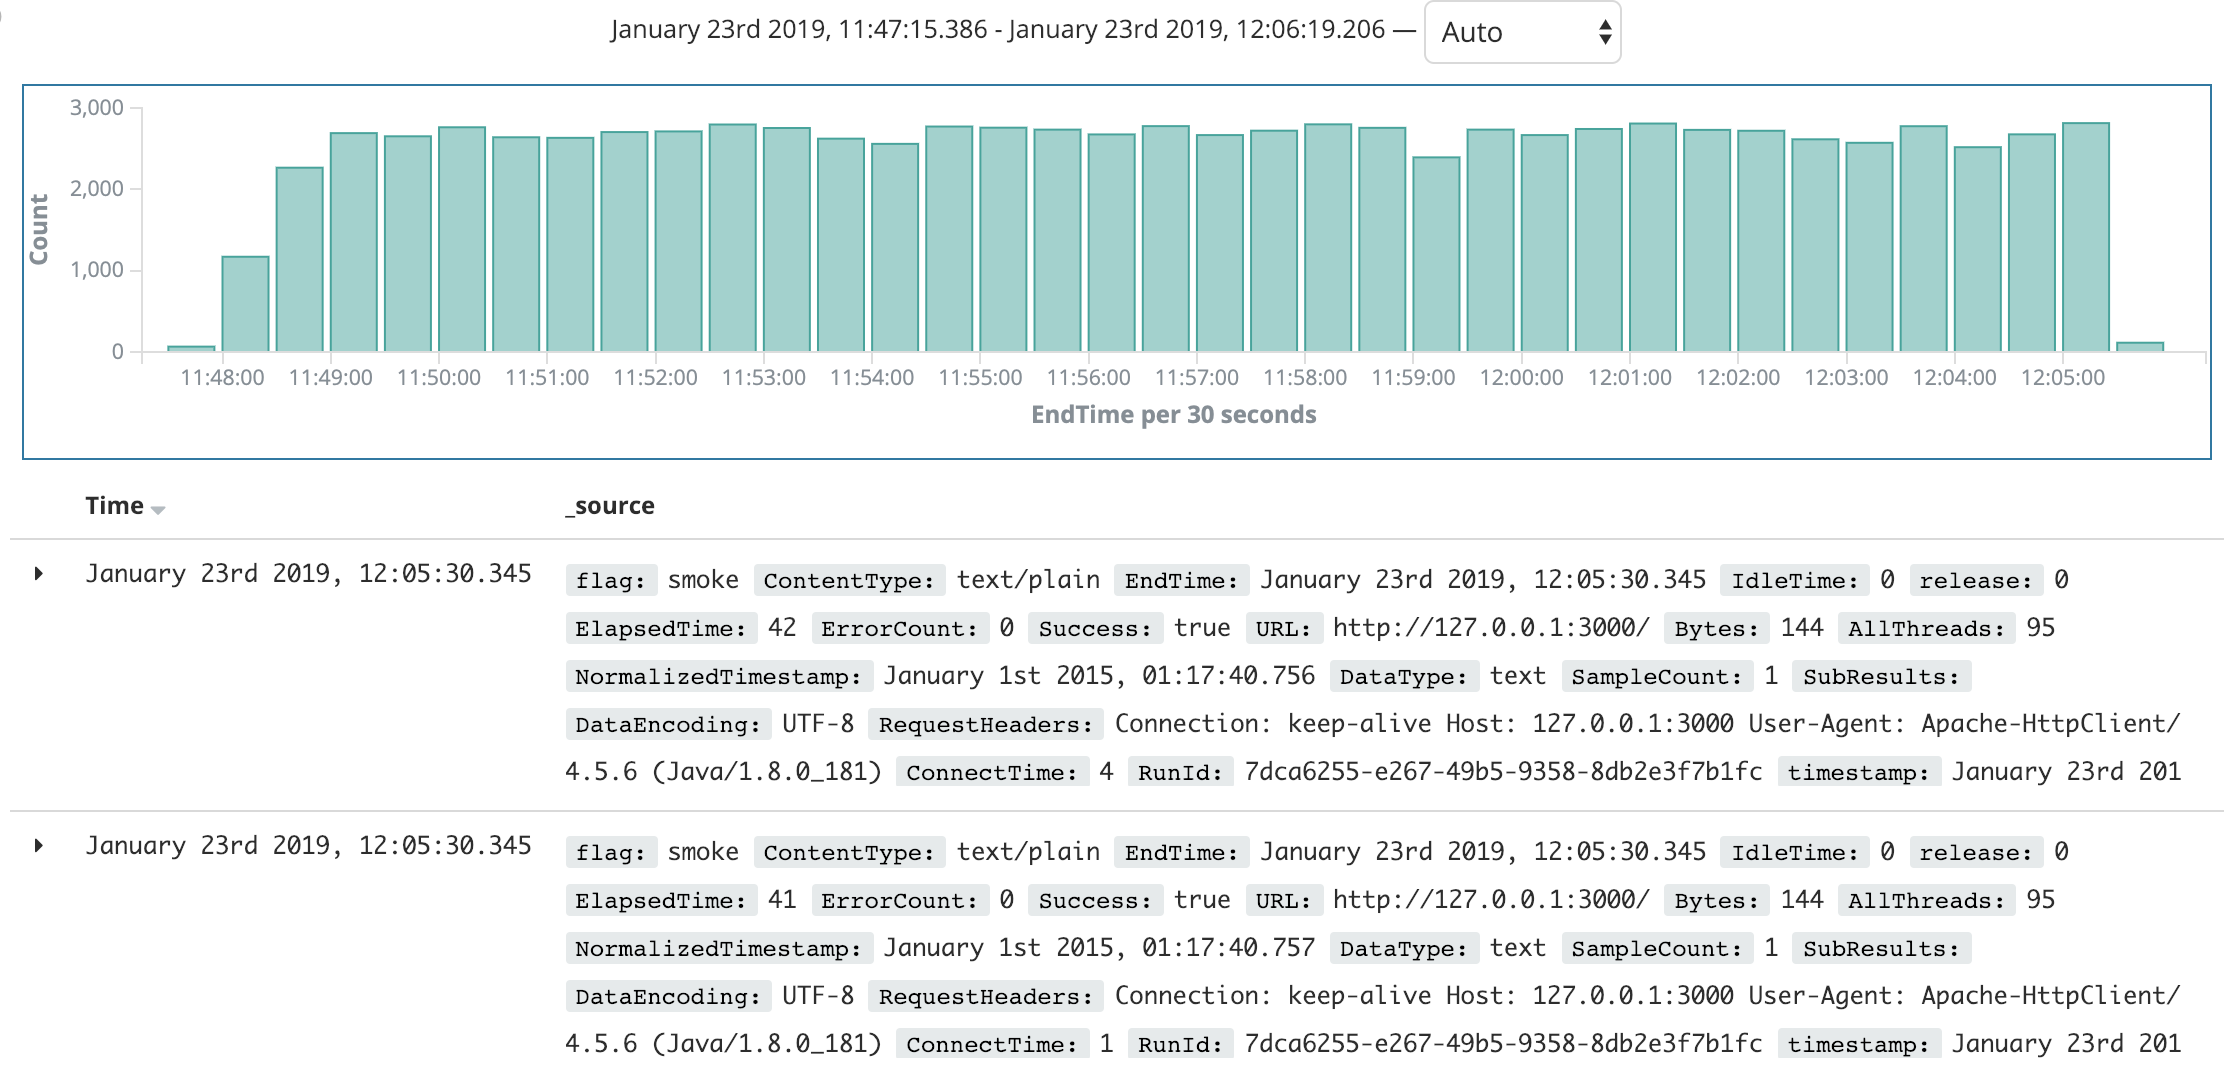 January 23rd 2019, 11:47:15.386 - January 23rd 2019, 12:06:19.206 — Auto
3,000
2,000
1,000
0
Count
11:48:00 11:49:00 11:50:00 11:51:00 11:52:00 11:53:00 11:54:00 11:55:00 11:56:00 11:57:00 11:58:00 11:59:00 12:00:00 12:01:00 12:02:00 12:03:00 12:04:00 12:05:00
EndTime per 30 seconds
Time _source
January 23rd 2019, 12:05:30.345 flag: smoke ContentType: text/plain EndTime: January 23rd 2019, 12:05:30.345 IdleTime: 0 release: 0
ElapsedTime: 42 ErrorCount: 0 Success: true URL: http://127.0.0.1:3000/ Bytes: 144 AllThreads: 95
NormalizedTimestamp: January 1st 2015, 01:17:40.756 DataType: text SampleCount: 1 SubResults:
DataEncoding: UTF-8 RequestHeaders: Connection: keep-alive Host: 127.0.0.1:3000 User-Agent: Apache-HttpClient/
4.5.6 (Java/1.8.0_181) ConnectTime: 4 RunId: 7dca6255-e267-49b5-9358-8db2e3f7b1fc timestamp: January 23rd 201
January 23rd 2019, 12:05:30.345 flag: smoke ContentType: text/plain EndTime: January 23rd 2019, 12:05:30.345 IdleTime: 0 release: 0
ElapsedTime: 41 ErrorCount: 0 Success: true URL: http://127.0.0.1:3000/ Bytes: 144 AllThreads: 95
NormalizedTimestamp: January 1st 2015, 01:17:40.757 DataType: text SampleCount: 1 SubResults:
DataEncoding: UTF-8 RequestHeaders: Connection: keep-alive Host: 127.0.0.1:3000 User-Agent: Apache-HttpClient/
4.5.6 (Java/1.8.0_181) ConnectTime: 1 RunId: 7dca6255-e267-49b5-9358-8db2e3f7b1fc timestamp: January 23rd 201